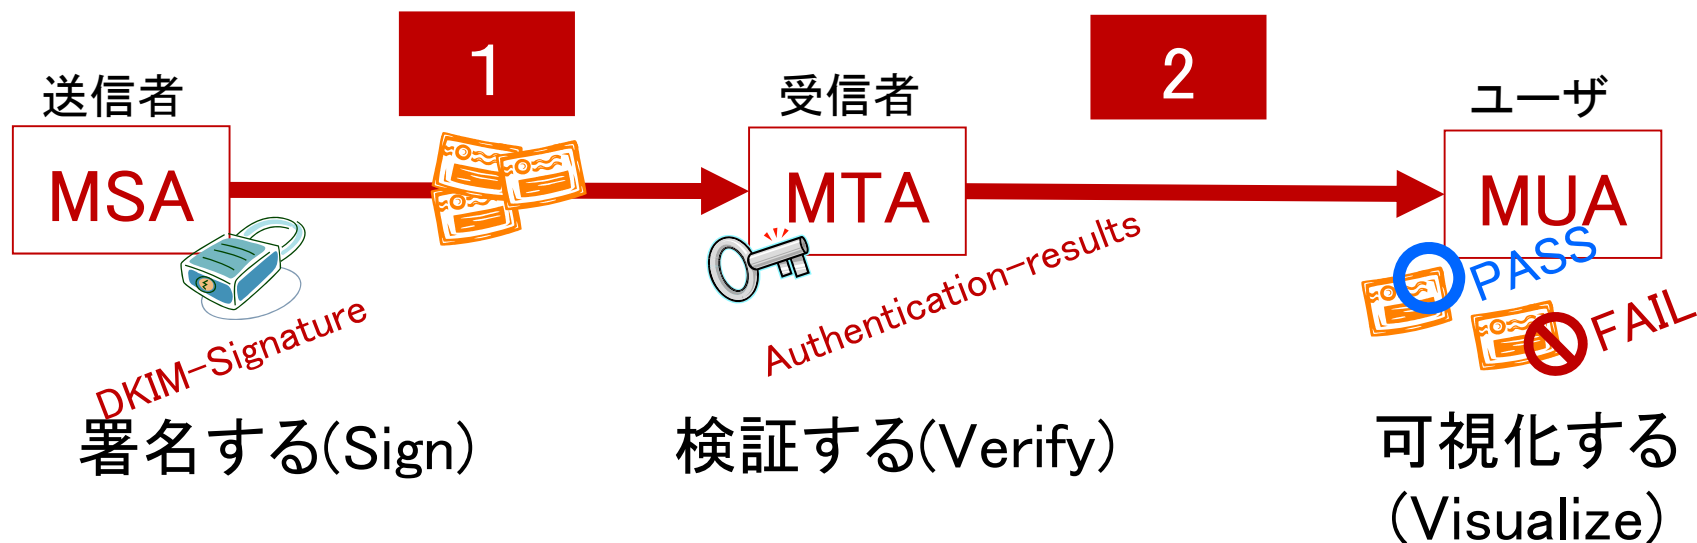 1
2
送信者
受信者
ユーザ
MSA
MTA
MUA
DKIM-Signature
Authentication-results
PASS
FAIL
署名する(Sign)
検証する(Verify)
可視化する
(Visualize)